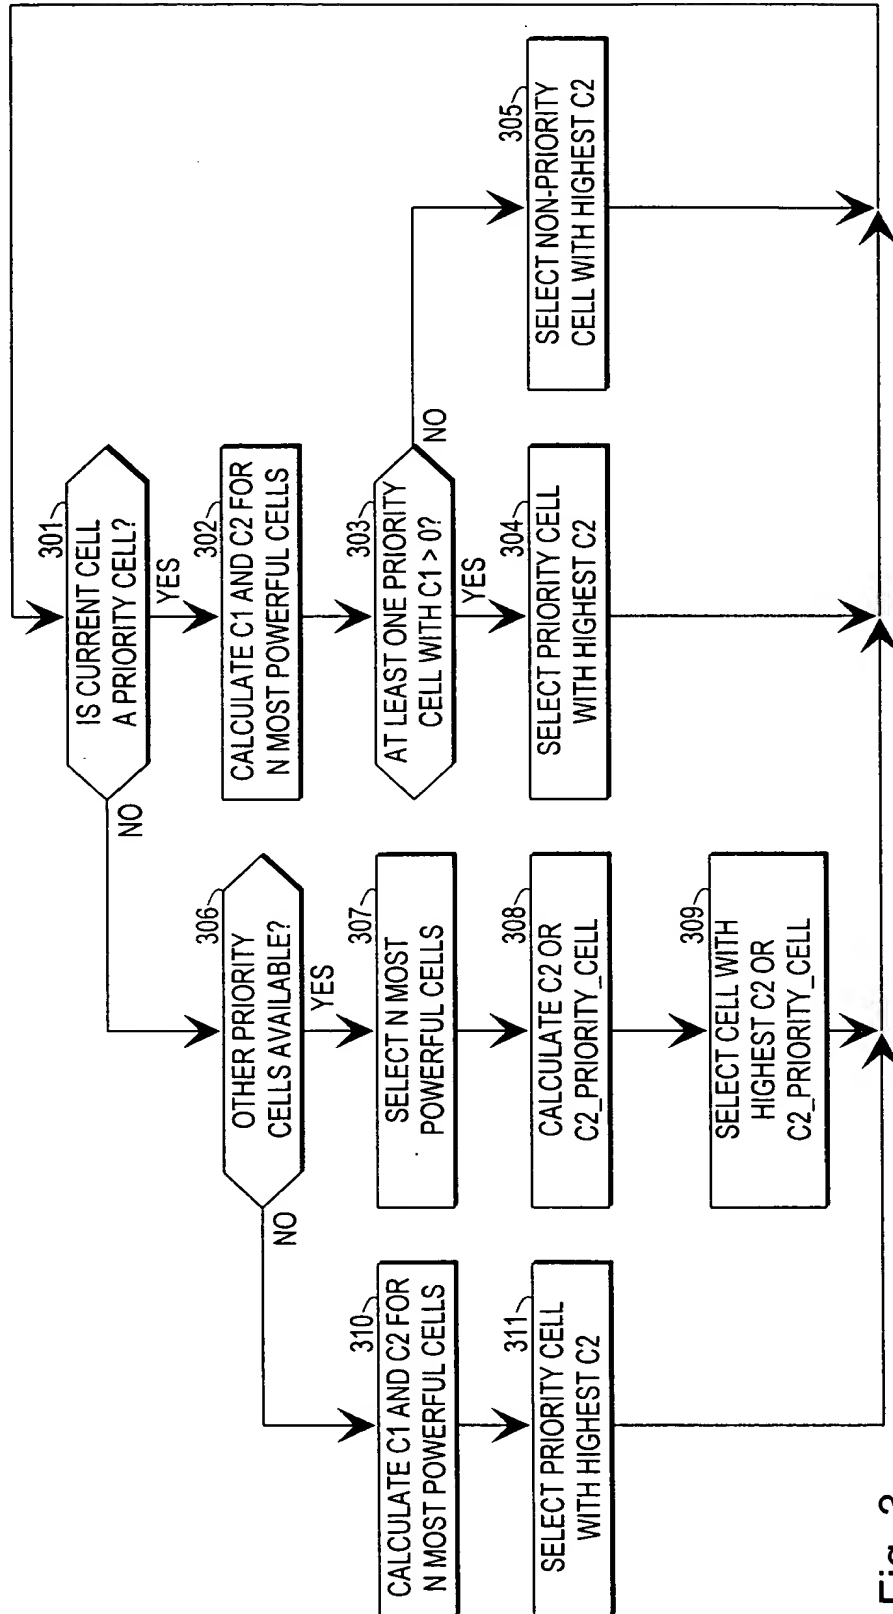 301
IS CURRENT CELL
A PRIORITY CELL?
YES
NO
302
CALCULATE C1 AND C2 FOR
N MOST POWERFUL CELLS
303
AT LEAST ONE PRIORITY
CELL WITH C1 > 0?
YES
NO
304
SELECT PRIORITY CELL
WITH HIGHEST C2
305
SELECT NON-PRIORITY
CELL WITH HIGHEST C2
306
OTHER PRIORITY
CELLS AVAILABLE?
YES
NO
307
SELECT N MOST
POWERFUL CELLS
308
CALCULATE C2 OR
C2_PRIORITY_CELL
309
SELECT CELL WITH
HIGHEST C2 OR
C2_PRIORITY_CELL
310
CALCULATE C1 AND C2 FOR
N MOST POWERFUL CELLS
311
SELECT PRIORITY CELL
WITH HIGHEST C2